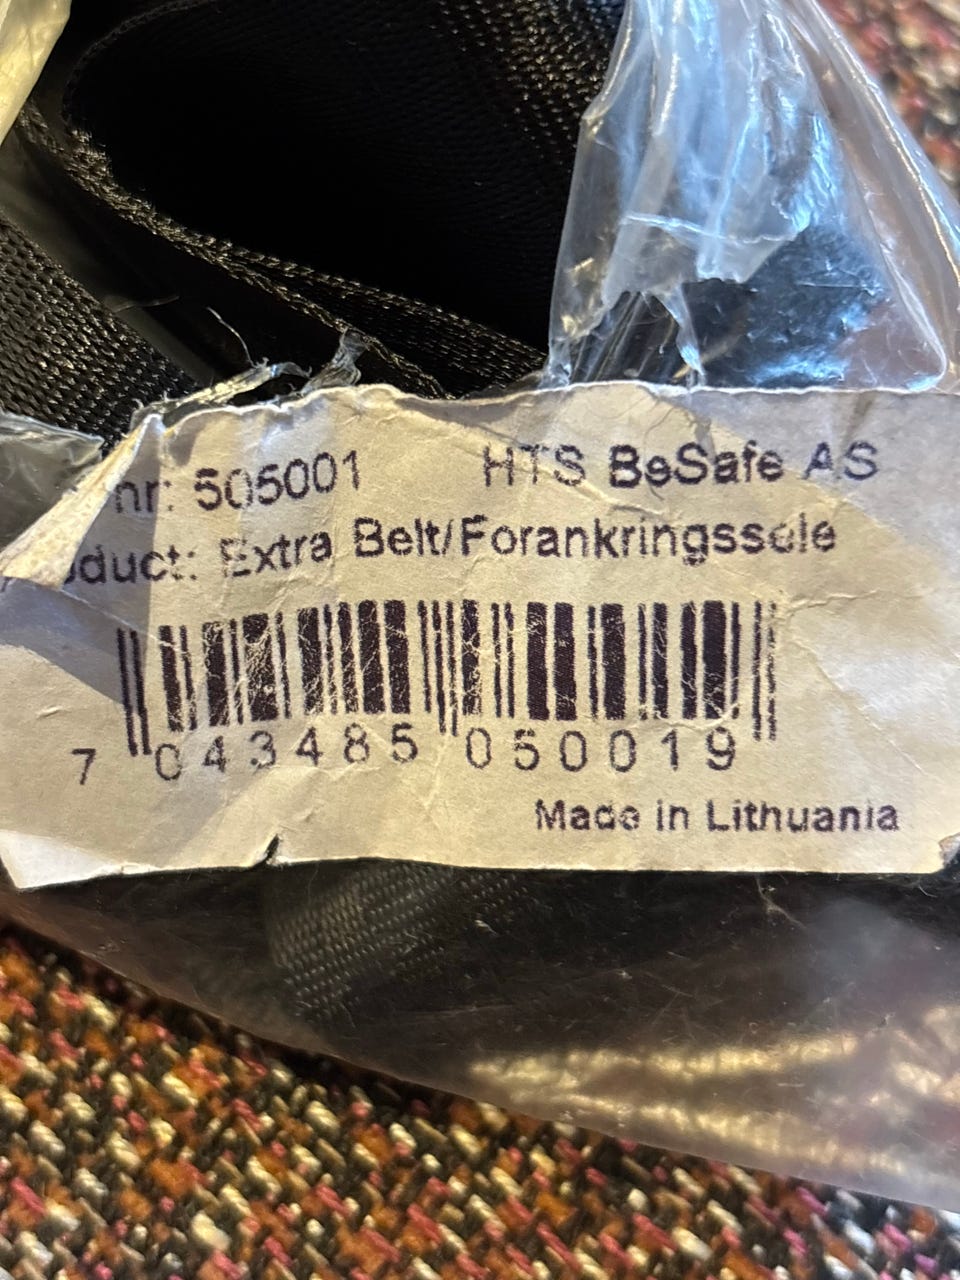 nr: 505001 HTS BeSafe AS
duct: Extra Belt/Forankringssele
7 043485 050019
Made in Lithuania